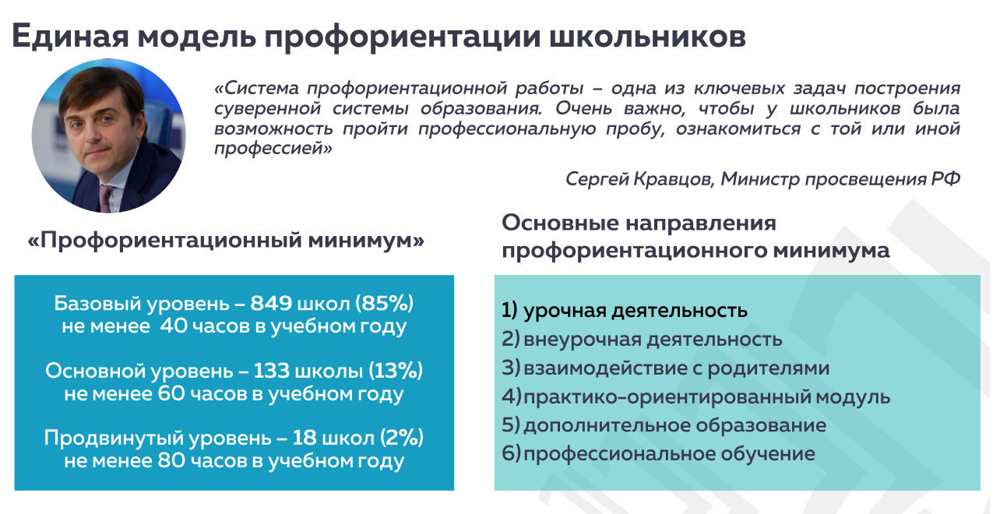 Единая модель профориентации школьников
«Система профориентационной работы – одна из ключевых задач построения
суверенной системы образования. Очень важно, чтобы у школьников была
возможность пройти профессиональную пробу, ознакомиться с той или иной
профессией»
Сергей Кравцов, Министр просвещения РФ
«Профориентационный минимум»
Базовый уровень – 849 школ (85%)
не менее 40 часов в учебном году
Основной уровень – 133 школы (13%)
не менее 60 часов в учебном году
Продвинутый уровень – 18 школ (2%)
не менее 80 часов в учебном году
Основные направления
профориентационного минимума
1) урочная деятельность
2) внеурочная деятельность
3) взаимодействие с родителями
4) практико-ориентированный модуль
5) дополнительное образование
6) профессиональное обучение